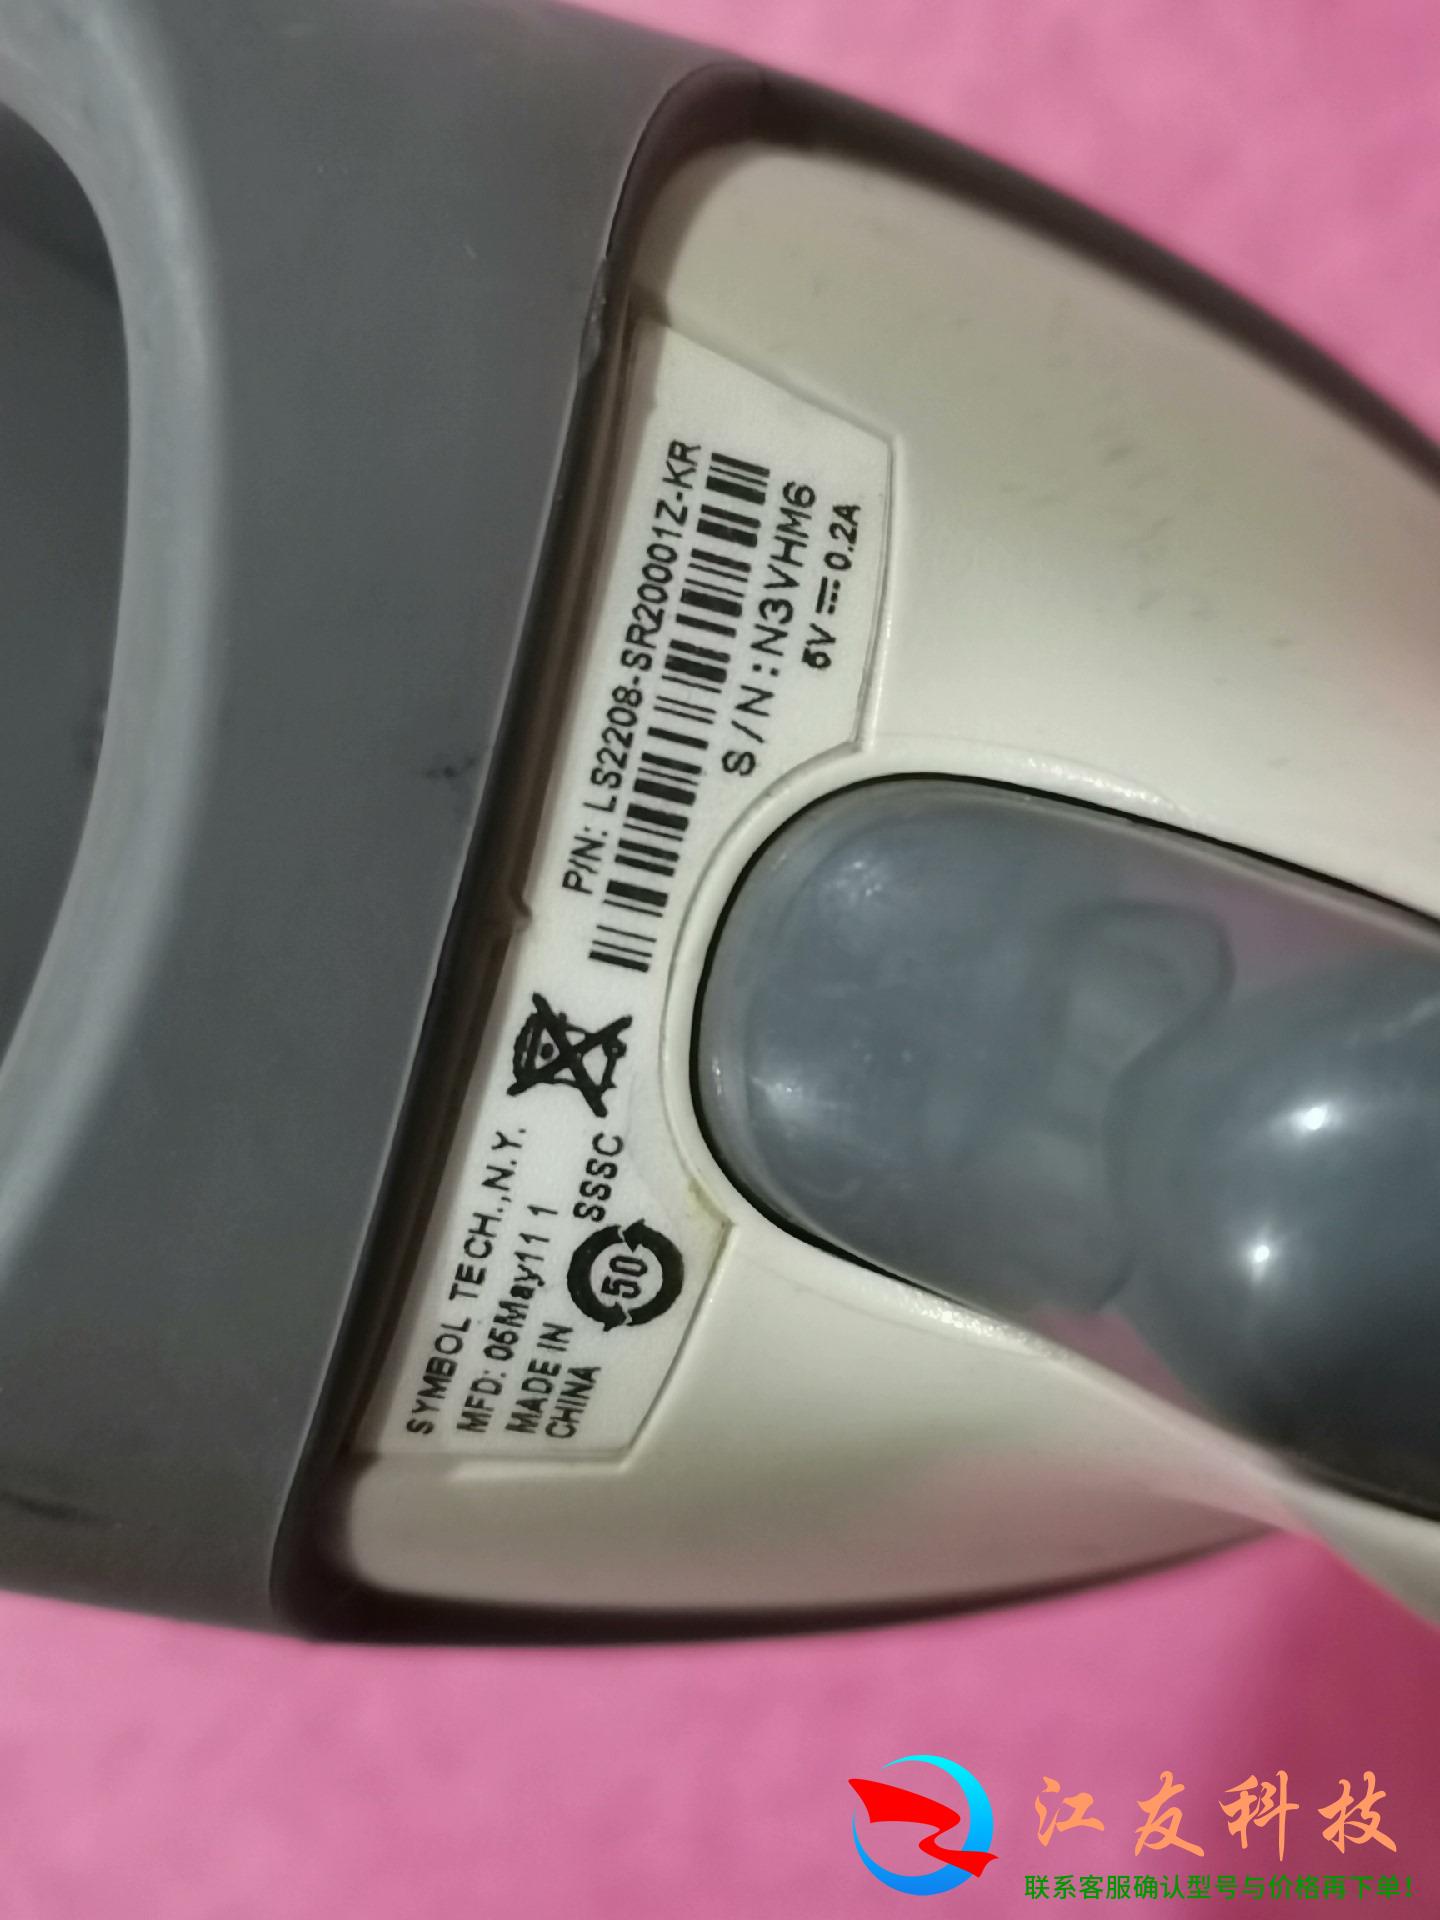 P/N: LS2208-SR20001Z-KR
S/N:N3VHM6
5V 0.2A
SYMBOL TECH.,N.Y.
MFD: 05May11 1
MADE IN
CHINA
SSSC
50
江友科技
联系客服确认型号与价格再下单!